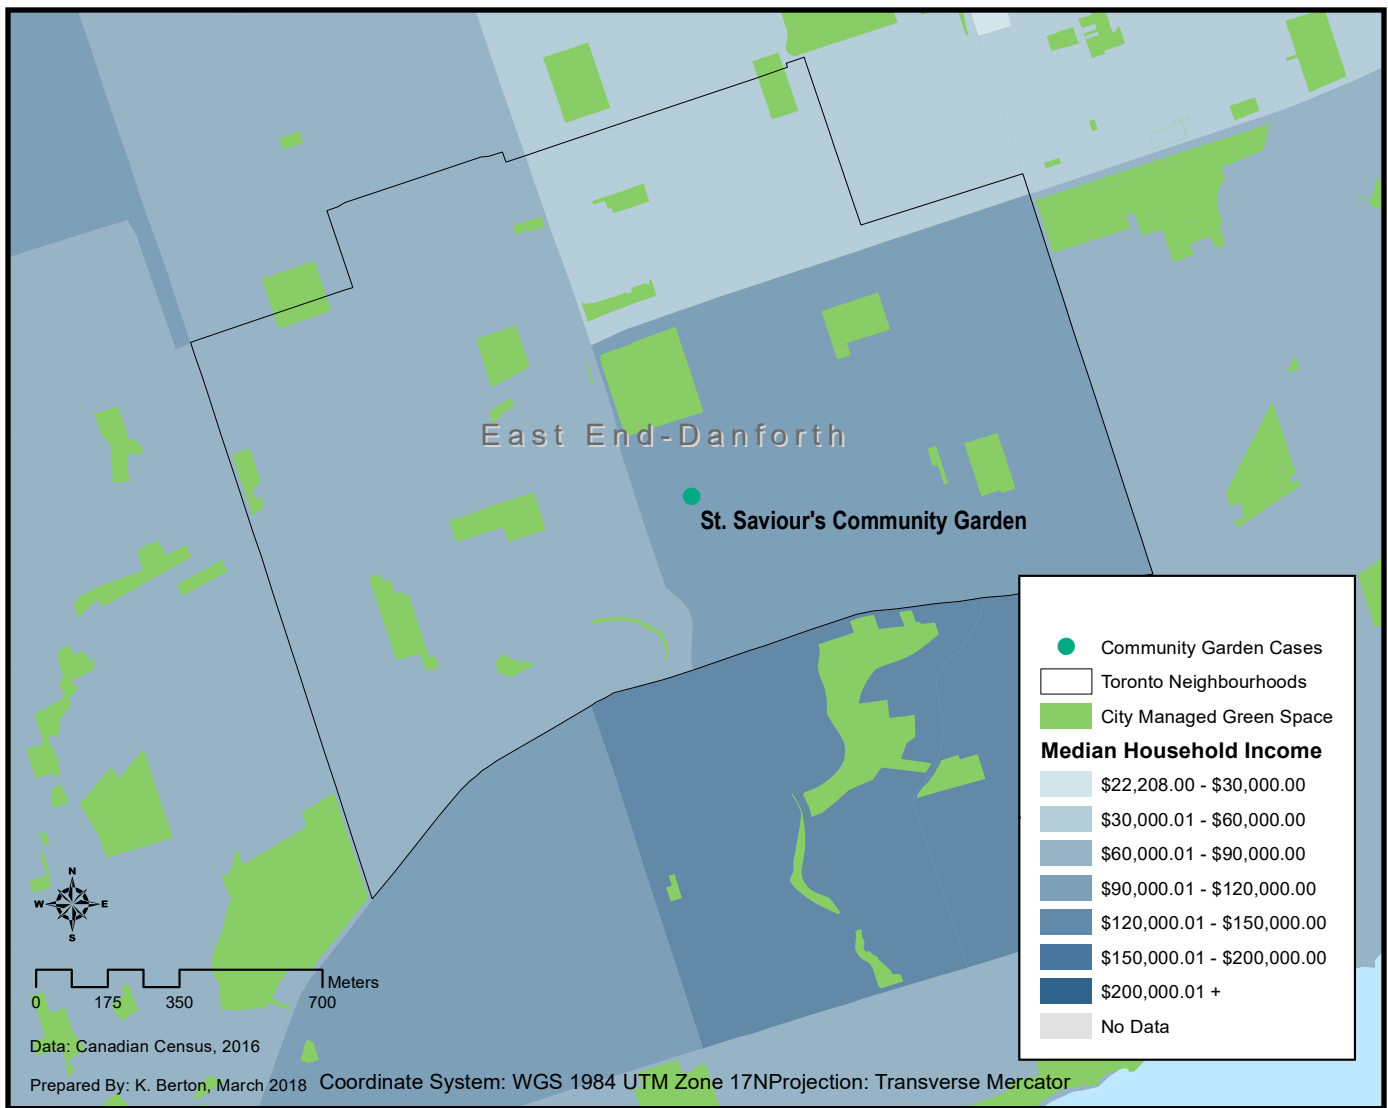 East End-Danforth
St. Saviour's Community Garden
Community Garden Cases
Toronto Neighbourhoods
City Managed Green Space
Median Household Income
$22,208.00 - $30,000.00
$30,000.01 - $60,000.00
$60,000.01 - $90,000.00
$90,000.01 - $120,000.00
$120,000.01 - $150,000.00
$150,000.01 - $200,000.00
$200,000.01 +
No Data
N
W E
S
Meters
0 175 350 700
Data: Canadian Census, 2016
Prepared By: K. Berton, March 2018 Coordinate System: WGS 1984 UTM Zone 17NProjection: Transverse Mercator